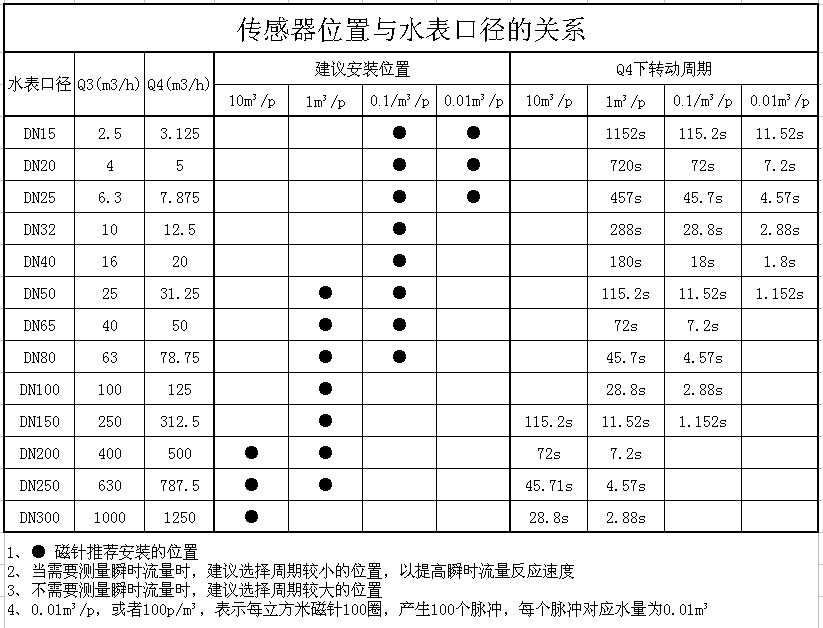 传感器位置与水表口径的关系
水表口径 Q3(m3/h) Q4(m3/h) 建议安装位置 Q4下转动周期
10m³/p 1m³/p 0.1/m³/p 0.01m³/p 10m³/p 1m³/p 0.1/m³/p 0.01m³/p
DN15 2.5 3.125 ● ● 1152s 115.2s 11.52s
DN20 4 5 ● ● 720s 72s 7.2s
DN25 6.3 7.875 ● ● 457s 45.7s 4.57s
DN32 10 12.5 ● 288s 28.8s 2.88s
DN40 16 20 ● 180s 18s 1.8s
DN50 25 31.25 ● ● 115.2s 11.52s 1.152s
DN65 40 50 ● ● 72s 7.2s
DN80 63 78.75 ● ● 45.7s 4.57s
DN100 100 125 ● 28.8s 2.88s
DN150 250 312.5 ● 115.2s 11.52s 1.152s
DN200 400 500 ● ● 72s 7.2s
DN250 630 787.5 ● ● 45.71s 4.57s
DN300 1000 1250 ● 28.8s 2.88s
1、● 磁针推荐安装的位置
2、当需要测量瞬时流量时，建议选择周期较小的位置，以提高瞬时流量反应速度
3、不需要测量瞬时流量时，建议选择周期较大的位置
4、0.01m³/p，或者100p/m³，表示每立方米磁针100圈，产生100个脉冲，每个脉冲对应水量为0.01m³